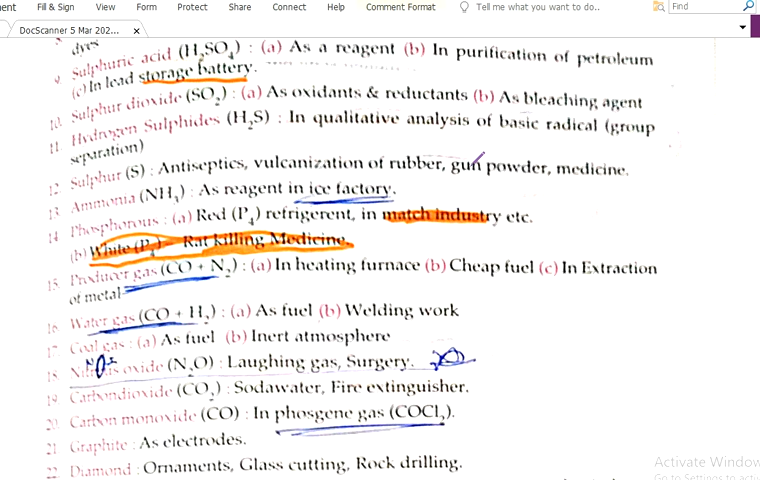 ment Fill & Sign View Form Protect Share Connect Help Comment Format Tell me what you want to do.. Find
DocScanner 5 Mar 202... ×
dyes
9. Sulphuric acid (H2SO4) : (a) As a reagent (b) In purification of petroleum
(c) In lead storage battery.
10. Sulphur dioxide (SO2) : (a) As oxidants & reductants (b) As bleaching agent
11. Hydrogen Sulphides (H2S) : In qualitative analysis of basic radical (group
separation)
12. Sulphur (S) : Antiseptics, vulcanization of rubber, gun powder, medicine.
13. Ammonia (NH3) : As reagent in ice factory.
14. Phosphorous : (a) Red (P4) refrigerent, in match industry etc.
(b) White (P4) – Rat killing Medicine.
15. Producer gas (CO + N2) : (a) In heating furnace (b) Cheap fuel (c) In Extraction
of metal
16. Water gas (CO + H2) : (a) As fuel (b) Welding work
17. Coal gas : (a) As fuel (b) Inert atmosphere
18. oxide (N2O) : Laughing gas, Surgery.
19. Carbondioxide (CO2) : Sodawater, Fire extinguisher.
20. Carbon monoxide (CO) : In phosgene gas (COCl2).
21. Graphite : As electrodes.
22. Diamond : Ornaments, Glass cutting, Rock drilling.
Activate Window
Go to Settings to activ